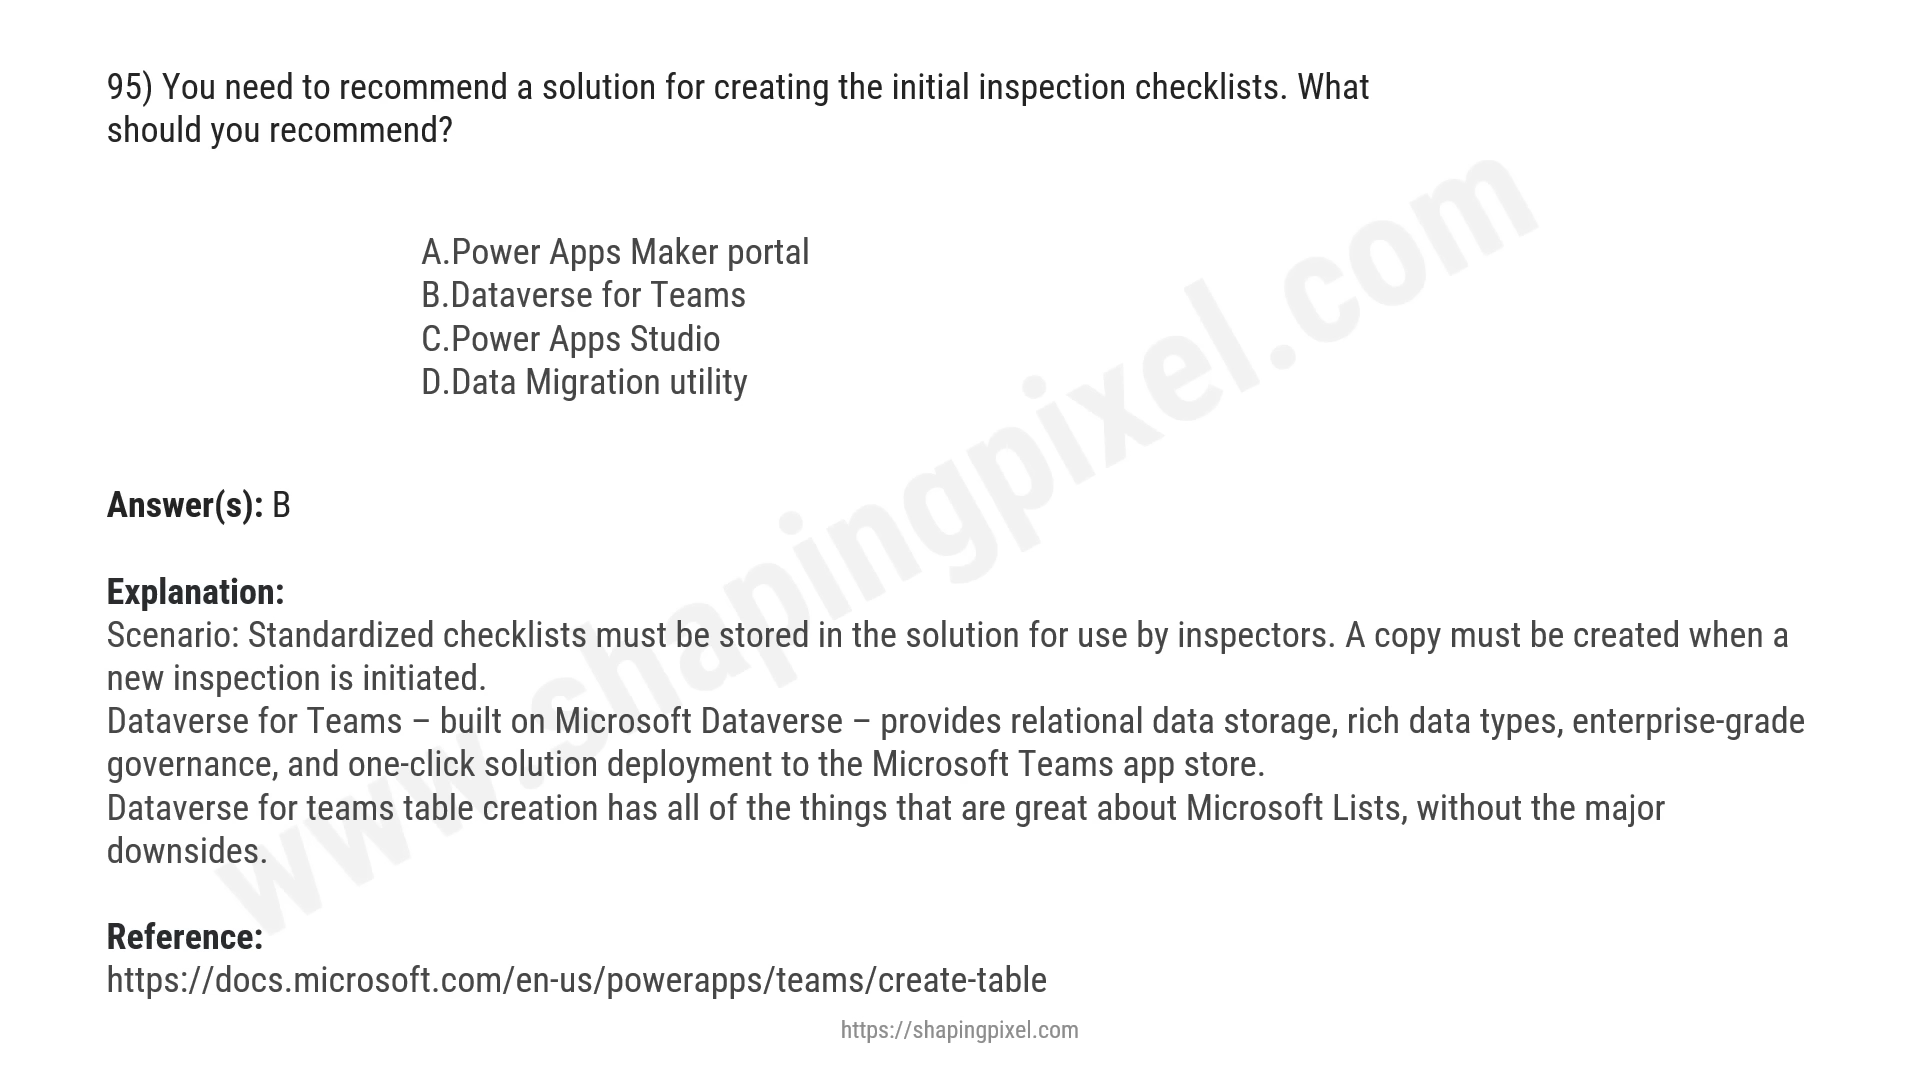 95) You need to recommend a solution for creating the initial inspection checklists. What
should you recommend?
A.Power Apps Maker portal
B.Dataverse for Teams
C.Power Apps Studio
D.Data Migration utility
Answer(s): B
Explanation:
Scenario: Standardized checklists must be stored in the solution for use by inspectors. A copy must be created when a
new inspection is initiated.
Dataverse for Teams – built on Microsoft Dataverse – provides relational data storage, rich data types, enterprise-grade
governance, and one-click solution deployment to the Microsoft Teams app store.
Dataverse for teams table creation has all of the things that are great about Microsoft Lists, without the major
downsides.
Reference:
https://docs.microsoft.com/en-us/powerapps/teams/create-table
https://shapingpixel.com
www.shapingpixel.com